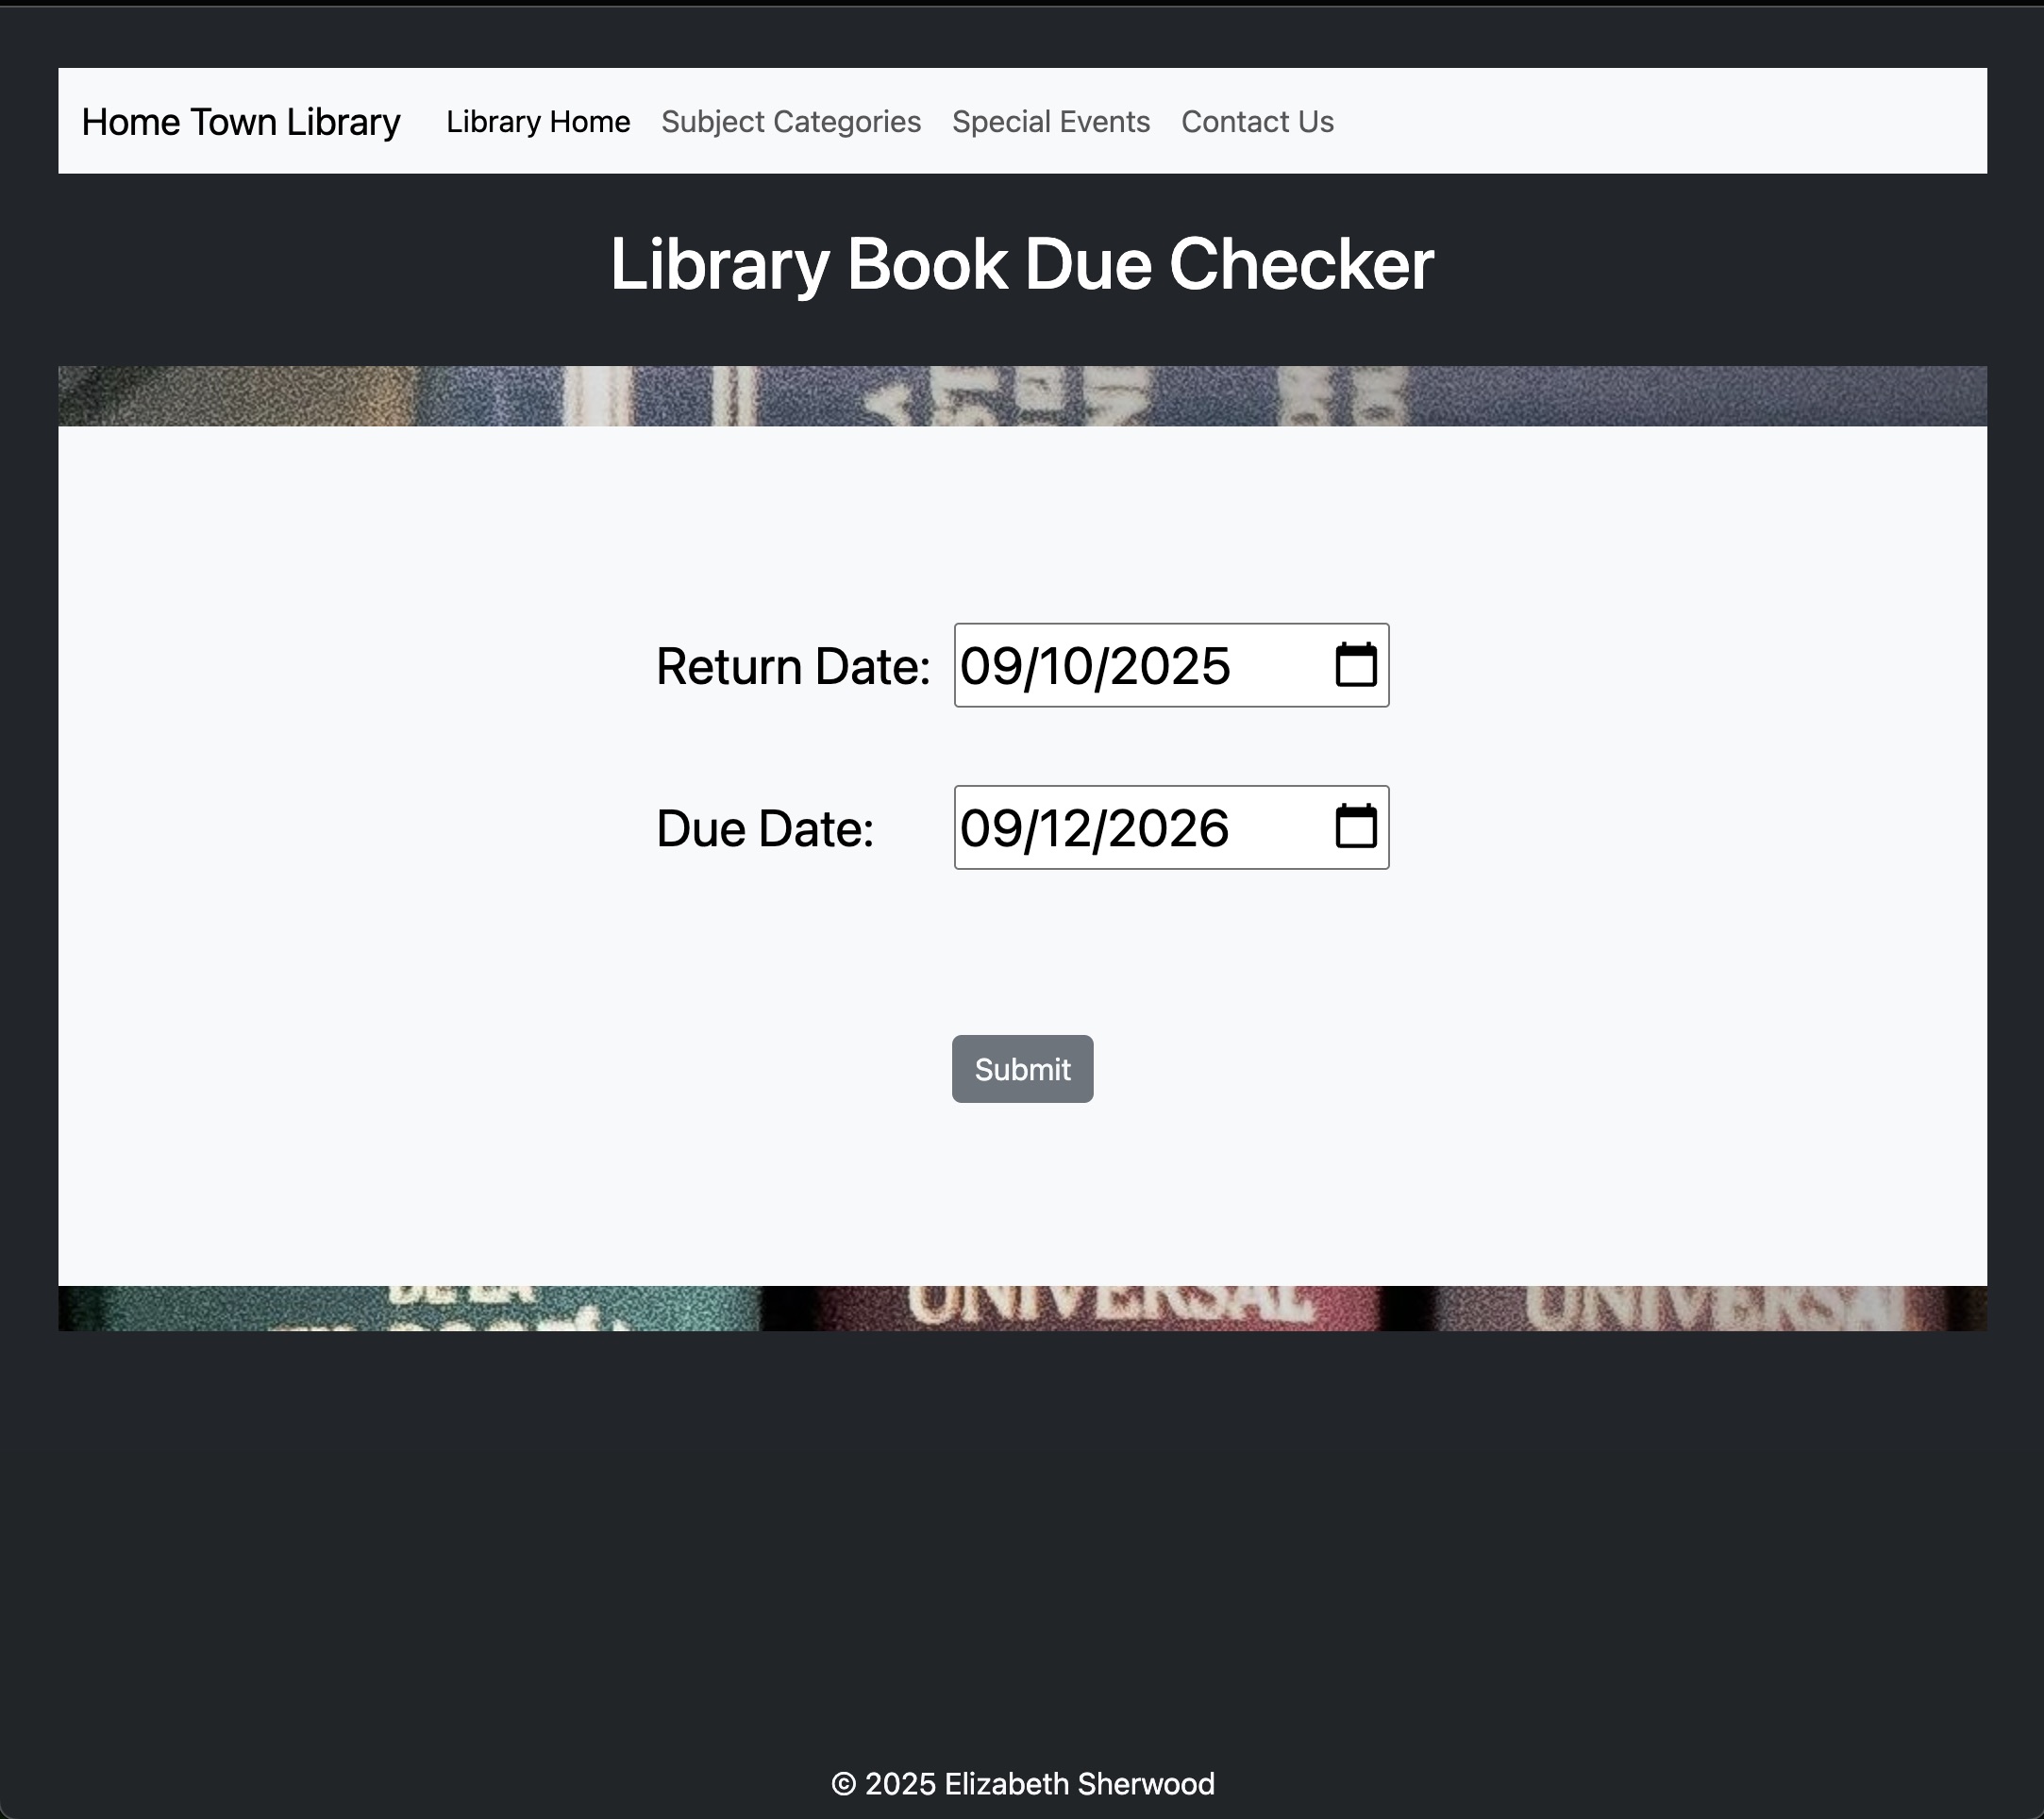 Home Town Library Library Home Subject Categories Special Events Contact Us
Library Book Due Checker
Return Date: 09/10/2025
Due Date: 09/12/2026
Submit
UNIVERSAL UNIVERSAL
© 2025 Elizabeth Sherwood